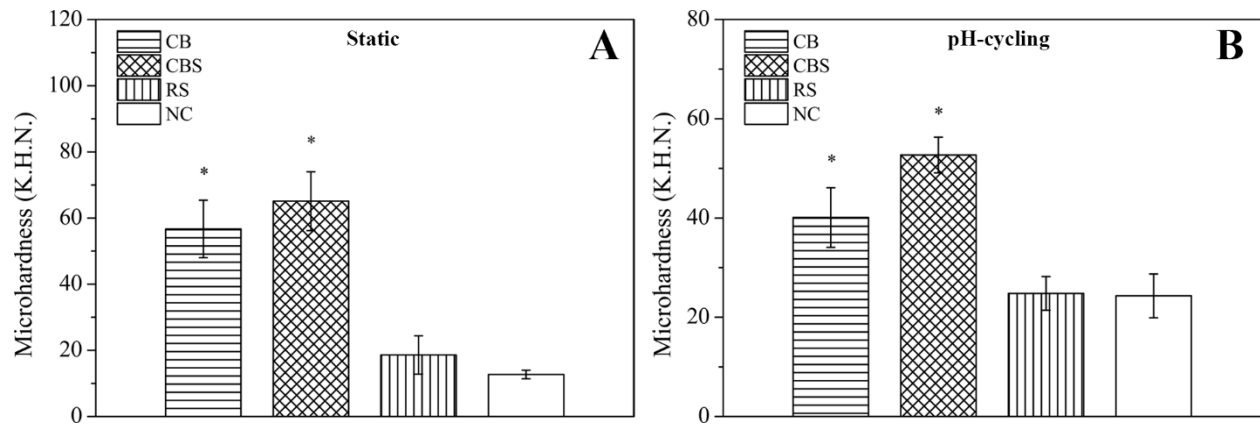 Static
A
CB
CBS
RS
NC
Microhardness (K.H.N.)
120
100
80
60
40
20
0
*
*
pH-cycling
B
CB
CBS
RS
NC
Microhardness (K.H.N.)
80
60
40
20
0
*
*